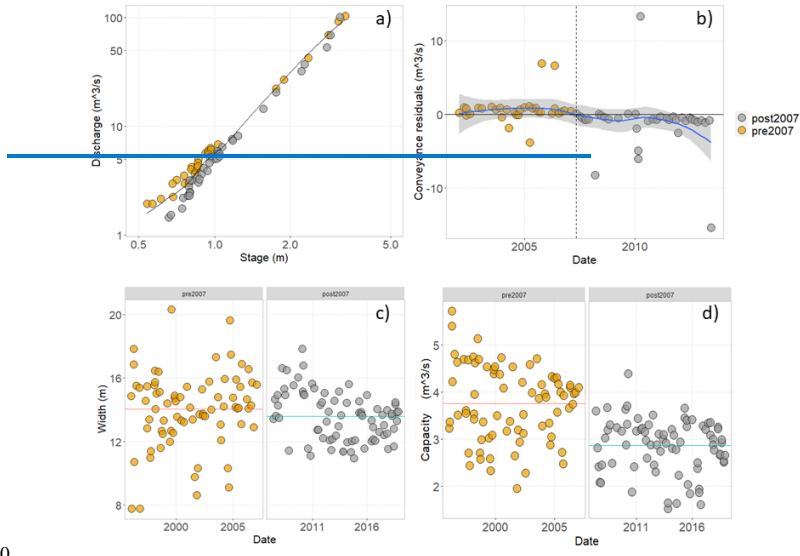 a)
Discharge (m^3/s)
100
50
10
5
1
0.5 1.0 2.0 5.0
Stage (m)
b)
Conveyance residuals (m^3/s)
10
0
-10
2005 2010
Date
post2007
pre2007
pre2007 post2007
c)
Width (m)
20
16
12
8
2000 2005 2011 2016
Date
pre2007 post2007
d)
Capacity (m^3/s)
5
4
3
2
2000 2005 2011 2016
Date
0